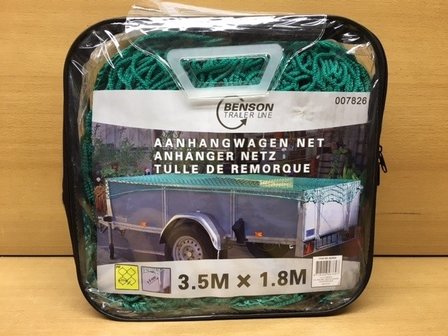 BENSON
TRAILER LINE
007826
AANHANGWAGEN NET
ANHÄNGER NETZ
TULLE DE REMORQUE
3.5M × 1.8M